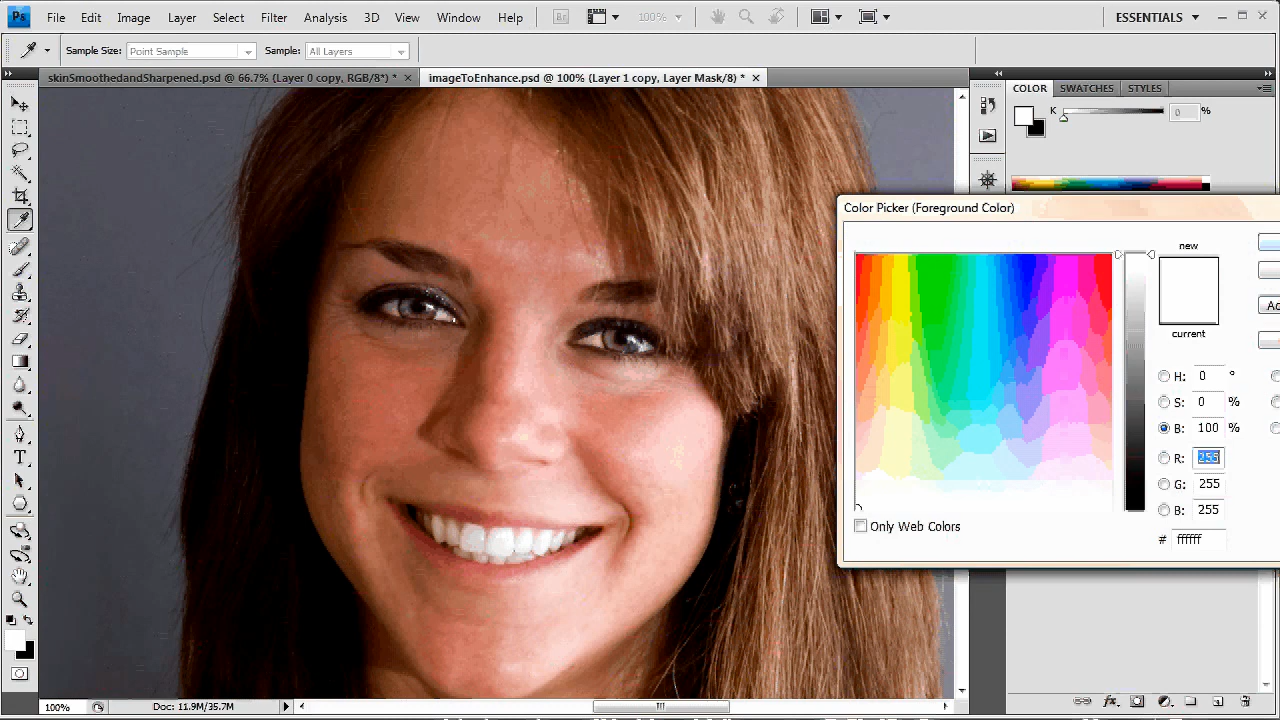 Ps File Edit Image Layer Select Filter Analysis 3D View Window Help Br 100% ESSENTIALS
Sample Size: Point Sample Sample: All Layers
skinSmoothedandSharpened.psd @ 66.7% (Layer 0 copy, RGB/8*) * imageToEnhance.psd @ 100% (Layer 1 copy, Layer Mask/8) *
COLOR SWATCHES STYLES
K 0 %
Color Picker (Foreground Color)
new
current
H: 0 °
S: 0 %
B: 100 %
R: 255
G: 255
B: 255
Only Web Colors
# ffffff
100% Doc: 11.9M/35.7M